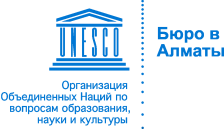 UNESCO
Бюро в
Алматы
Организация
Объединенных Наций по
вопросам образования,
науки и культуры